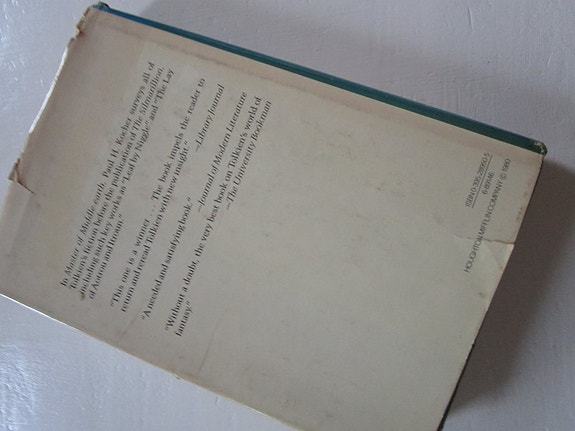 In Master of Middle-earth, Paul H. Kocher surveys all of
Tolkien's fiction before the publication of The Silmarillion,
including such key works as "Leaf by Niggle" and "The Lay
of Aotrou and Itroun."
"This one is a winner . . . The book impels the reader to
return and reread Tolkien with new insight."
—Library Journal
"A needed and satisfying book."
—Journal of Modern Literature
"Without a doubt, the very best book on Tolkien's world of
fantasy."
—The University Bookman
HOUGHTON MIFFLIN COMPANY © 1980
6-89146